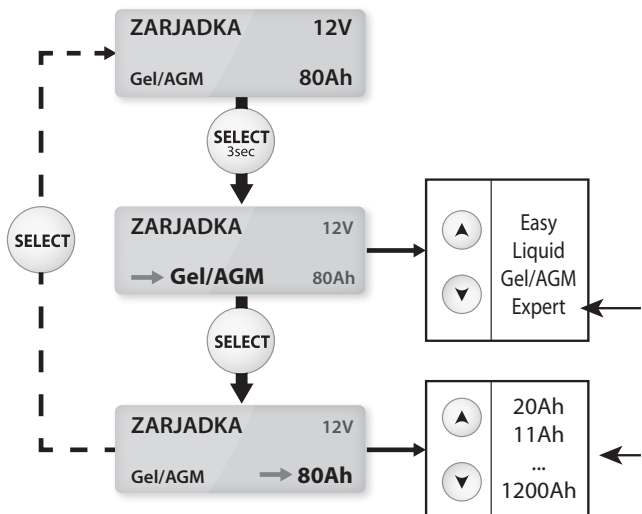 ZARJADKA 12V
Gel/AGM 80Ah
SELECT
3sec
ZARJADKA 12V
Gel/AGM 80Ah
Easy
Liquid
Gel/AGM
Expert
SELECT
SELECT
ZARJADKA 12V
Gel/AGM 80Ah
20Ah
11Ah
...
1200Ah